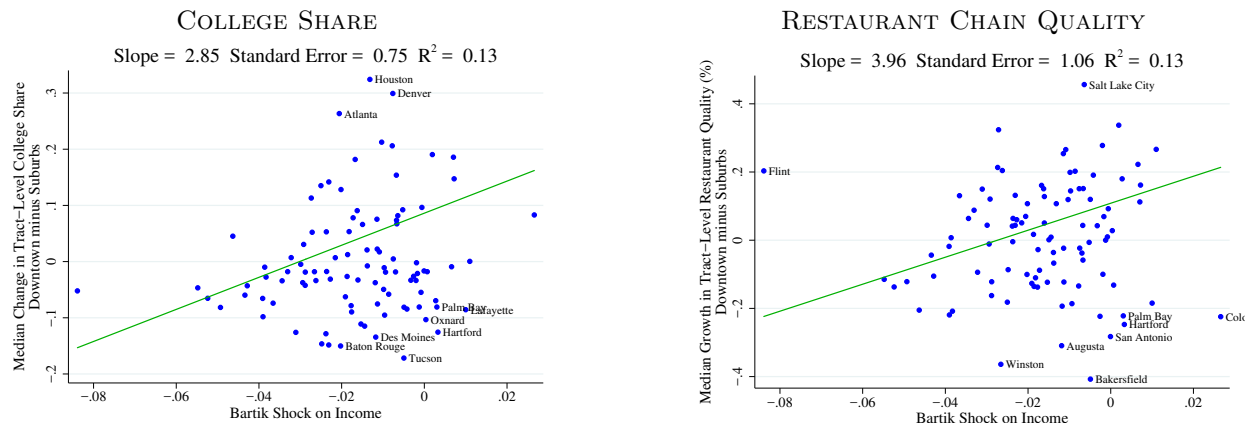 COLLEGE SHARE
Slope = 2.85 Standard Error = 0.75 R² = 0.13
Median Change in Tract-Level College Share
Downtown minus Suburbs
.3
.2
.1
0
-.1
-.2
Houston
Denver
Atlanta
Palm Bay
Lafayette
Oxnard
Hartford
Des Moines
Baton Rouge
Tucson
-.08 -.06 -.04 -.02 0 .02
Bartik Shock on Income
RESTAURANT CHAIN QUALITY
Slope = 3.96 Standard Error = 1.06 R² = 0.13
Median Growth in Tract-Level Restaurant Quality (%)
Downtown minus Suburbs
.4
.2
0
-.2
-.4
Salt Lake City
Flint
Palm Bay
Colo
Hartford
San Antonio
Augusta
Winston
Bakersfield
-.08 -.06 -.04 -.02 0 .02
Bartik Shock on Income